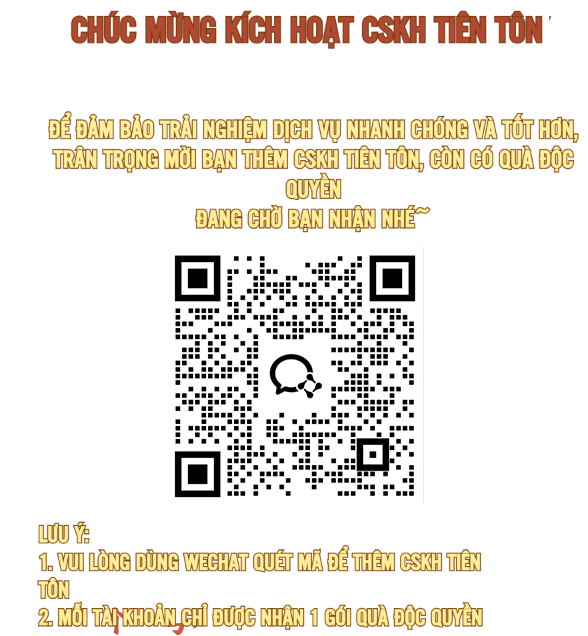 CHÚC MỪNG KÍCH HOẠT CSKH TIÊN TÔN
ĐỂ ĐẢM BẢO TRẢI NGHIỆM DỊCH VỤ NHANH CHÓNG VÀ TỐT HƠN,
TRÂN TRỌNG MỜI BẠN THÊM CSKH TIÊN TÔN, CÒN CÓ QUÀ ĐỘC
QUYỀN
ĐANG CHỜ BẠN NHẬN NHÉ~
LƯU Ý:
1. VUI LÒNG DÙNG WECHAT QUÉT MÃ ĐỂ THÊM CSKH TIÊN
TÔN
2. MỖI TÀI KHOẢN CHỈ ĐƯỢC NHẬN 1 GÓI QUÀ ĐỘC QUYỀN